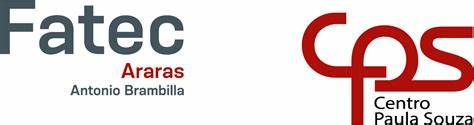 Fatec
Araras
Antonio Brambilla
cps
Centro
Paula Souza